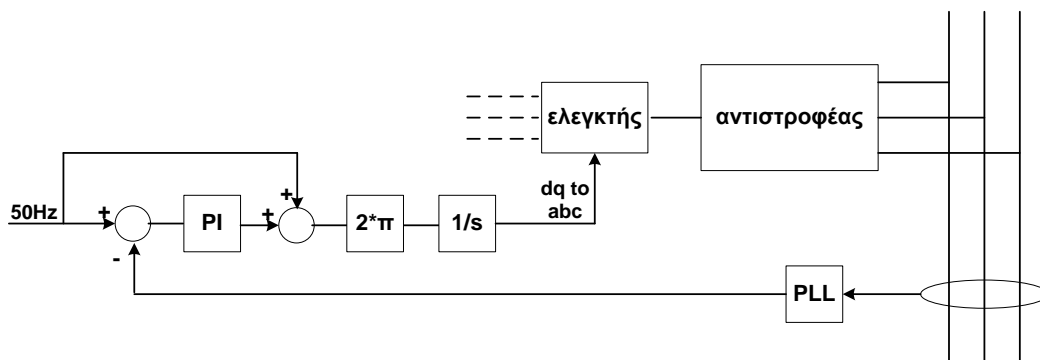 ελεγκτής
αντιστροφέας
dq to
abc
50Hz
+
-
PI
+
+
2*π
1/s
PLL